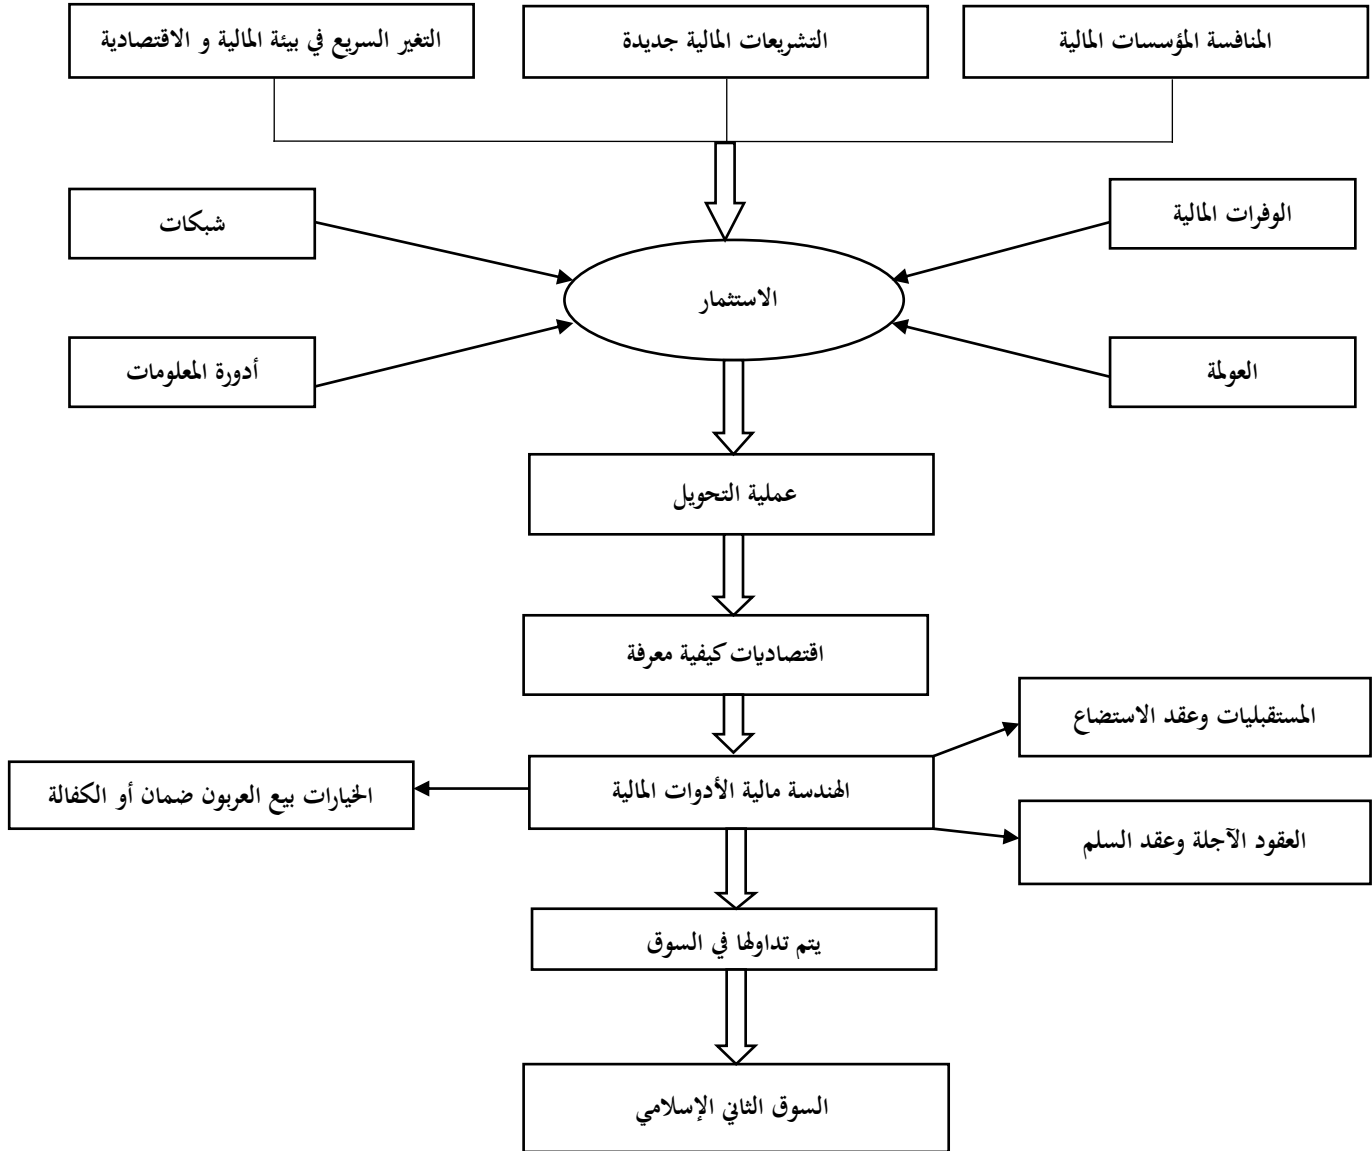 المنافسة المؤسسات المالية
التشريعات المالية جديدة
التغير السريع في بيئة المالية و الاقتصادية
الوفرات المالية
شبكات
الاستثمار
العولمة
أدورة المعلومات
عملية التحويل
اقتصاديات كيفية معرفة
المستقبليات وعقد الاستضاع
الهندسة مالية الأدوات المالية
الخيارات بيع العربون ضمان أو الكفالة
العقود الآجلة وعقد السلم
يتم تداولها في السوق
السوق الثاني الإسلامي